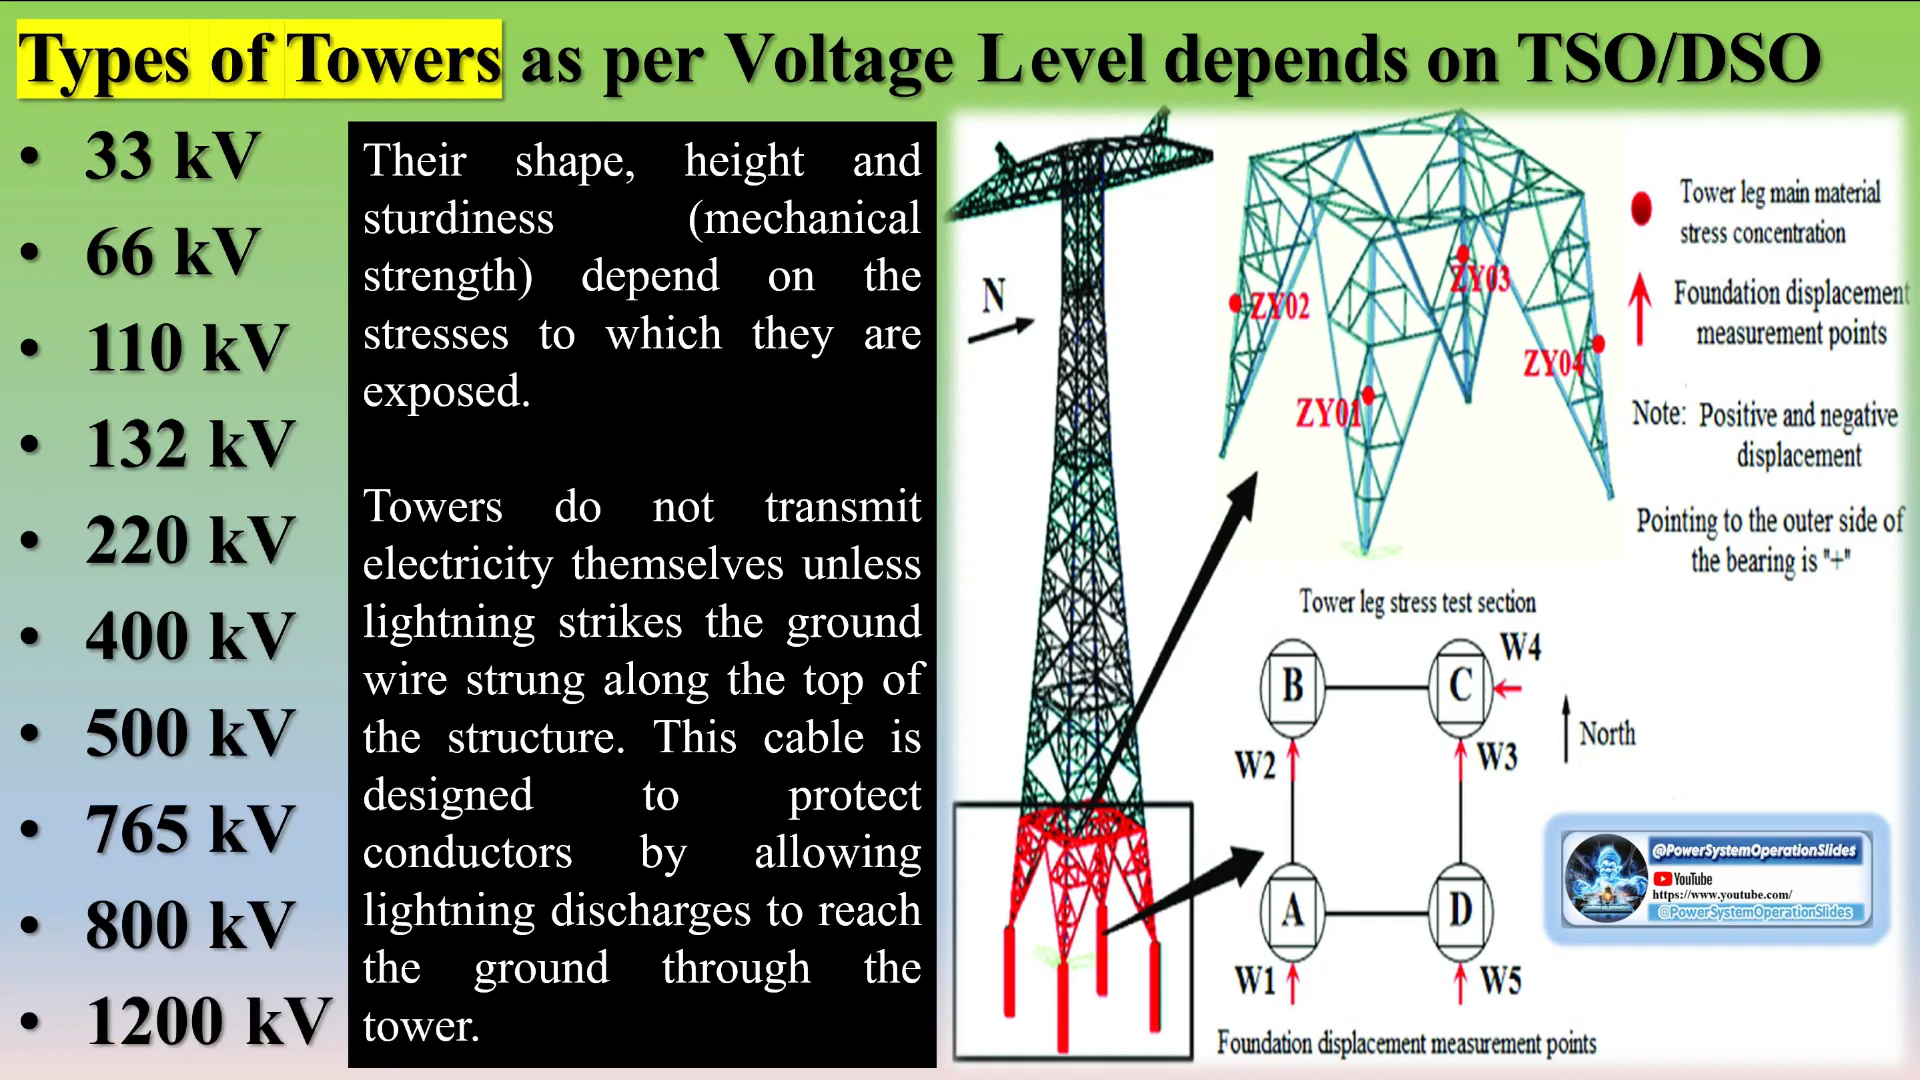 Types of Towers as per Voltage Level depends on TSO/DSO
• 33 kV
• 66 kV
• 110 kV
• 132 kV
• 220 kV
• 400 kV
• 500 kV
• 765 kV
• 800 kV
• 1200 kV
Their shape, height and
sturdiness (mechanical
strength) depend on the
stresses to which they are
exposed.
Towers do not transmit
electricity themselves unless
lightning strikes the ground
wire strung along the top of
the structure. This cable is
designed to protect
conductors by allowing
lightning discharges to reach
the ground through the
tower.
N
ZY02
ZY03
ZY04
ZY01
Tower leg main material
stress concentration
Foundation displacement
measurement points
Note: Positive and negative
displacement
Pointing to the outer side of
the bearing is "+"
Tower leg stress test section
W4
B
C
W2
W3
North
A
D
W1
W5
Foundation displacement measurement points
@PowerSystemOperationSlides
YouTube
https://www.youtube.com/
@PowerSystemOperationSlides